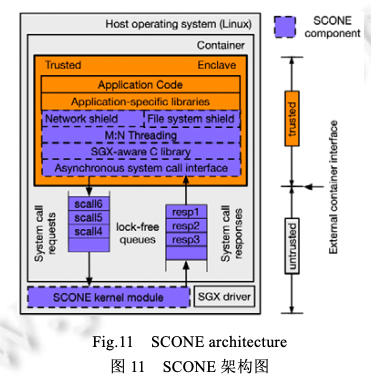 Host operating system (Linux)
SCONE
component
Container
Trusted
Enclave
Application Code
Application-specific libraries
Network shield
File system shield
M:N Threading
SGX-aware C library
Asynchronous system call interface
System call
requests
scall6
scall5
scall4
lock-free
queues
resp1
resp2
resp3
System call
responses
SCONE kernel module
SGX driver
trusted
untrusted
External container interface
Fig.11 SCONE architecture
图 11 SCONE 架构图